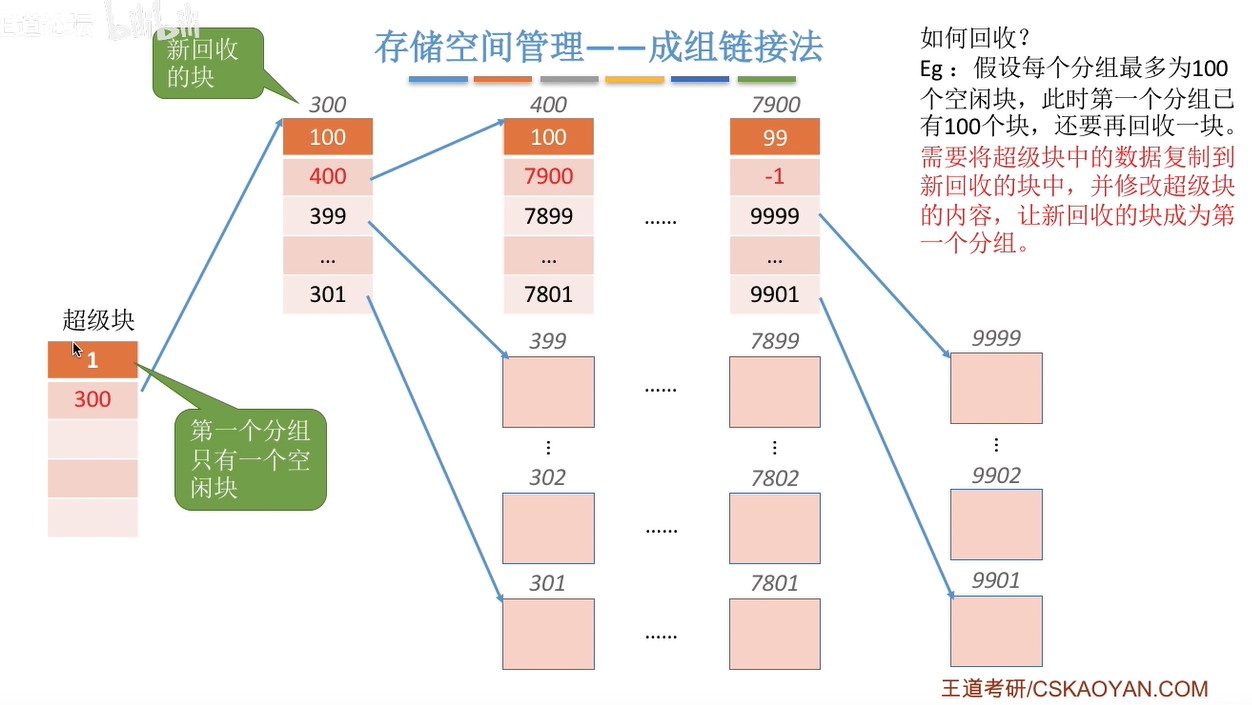 bilibili
新回收
的块
存储空间管理——成组链接法
如何回收？
Eg：假设每个分组最多为100
个空闲块，此时第一个分组已
有100个块，还要再回收一块。
需要将超级块中的数据复制到
新回收的块中，并修改超级块
的内容，让新回收的块成为第
一个分组。
300
100
400
399
...
301
400
100
7900
7899
...
7801
......
7900
99
-1
9999
...
9901
超级块
1
300
第一个分组
只有一个空
闲块
399
⋮
302
301
......
......
......
7899
⋮
7802
7801
9999
⋮
9902
9901
王道考研/CSKAOYAN.COM